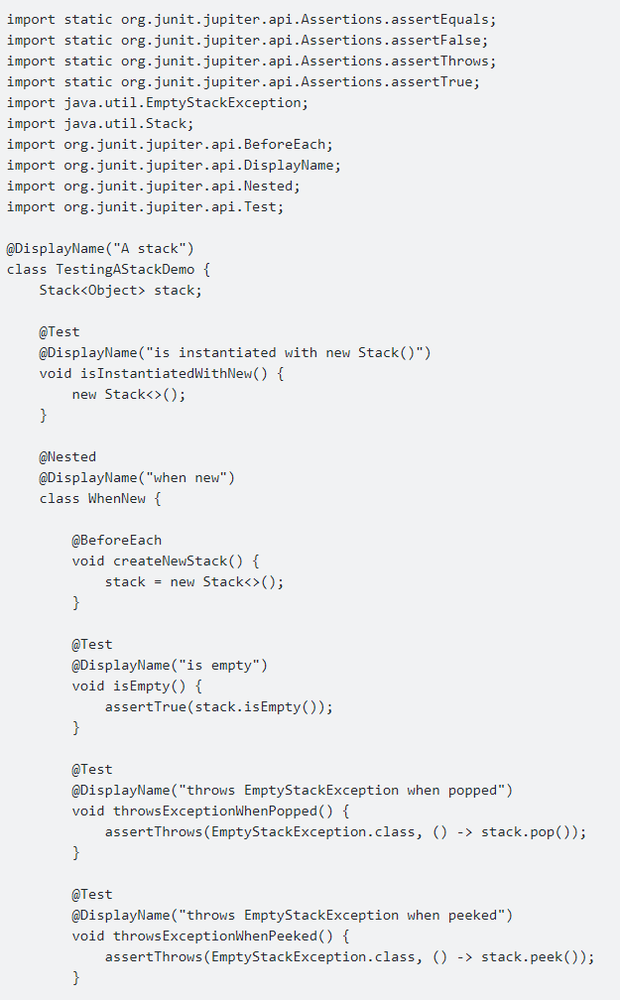 import static org.junit.jupiter.api.Assertions.assertEquals;
import static org.junit.jupiter.api.Assertions.assertFalse;
import static org.junit.jupiter.api.Assertions.assertThrows;
import static org.junit.jupiter.api.Assertions.assertTrue;
import java.util.EmptyStackException;
import java.util.Stack;
import org.junit.jupiter.api.BeforeEach;
import org.junit.jupiter.api.DisplayName;
import org.junit.jupiter.api.Nested;
import org.junit.jupiter.api.Test;

@DisplayName("A stack")
class TestingAStackDemo {
    Stack<Object> stack;

    @Test
    @DisplayName("is instantiated with new Stack()")
    void isInstantiatedWithNew() {
        new Stack<>();
    }

    @Nested
    @DisplayName("when new")
    class WhenNew {

        @BeforeEach
        void createNewStack() {
            stack = new Stack<>();
        }

        @Test
        @DisplayName("is empty")
        void isEmpty() {
            assertTrue(stack.isEmpty());
        }

        @Test
        @DisplayName("throws EmptyStackException when popped")
        void throwsExceptionWhenPopped() {
            assertThrows(EmptyStackException.class, () -> stack.pop());
        }

        @Test
        @DisplayName("throws EmptyStackException when peeked")
        void throwsExceptionWhenPeeked() {
            assertThrows(EmptyStackException.class, () -> stack.peek());
        }